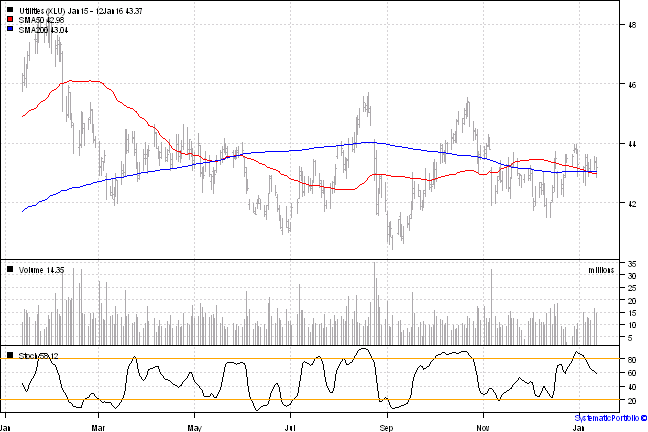 Utilities (XLU) Jan15 - 12Jan16 43.37
SMA50 42.98
SMA200 43.04
48
46
44
42
Volume 14.35
millions
35
30
25
20
15
10
5
Stoch 58.12
80
60
40
20
Jan
Mar
May
Jul
Sep
Nov
Jan
SystematicPortfolio ©